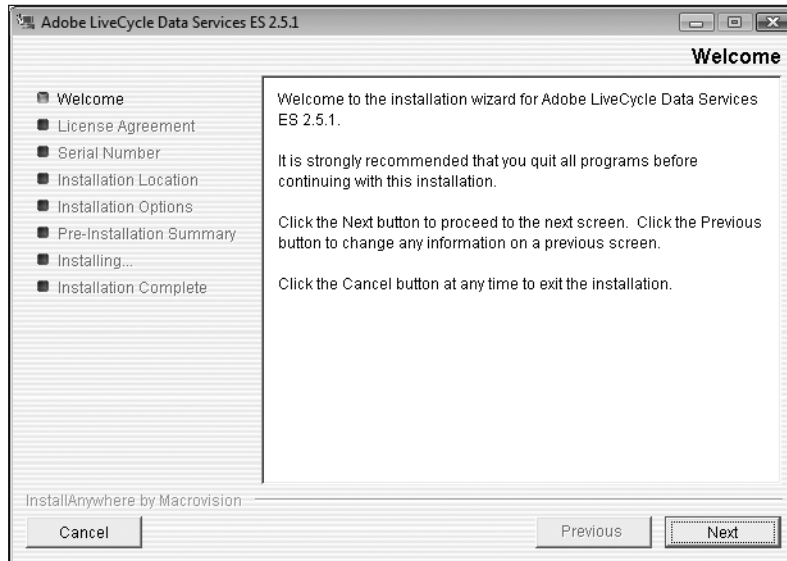 Adobe LiveCycle Data Services ES 2.5.1
Welcome
Welcome
License Agreement
Serial Number
Installation Location
Installation Options
Pre-Installation Summary
Installing...
Installation Complete
Welcome to the installation wizard for Adobe LiveCycle Data Services
ES 2.5.1.
It is strongly recommended that you quit all programs before
continuing with this installation.
Click the Next button to proceed to the next screen.  Click the Previous
button to change any information on a previous screen.
Click the Cancel button at any time to exit the installation.
InstallAnywhere by Macrovision
Cancel
Previous
Next